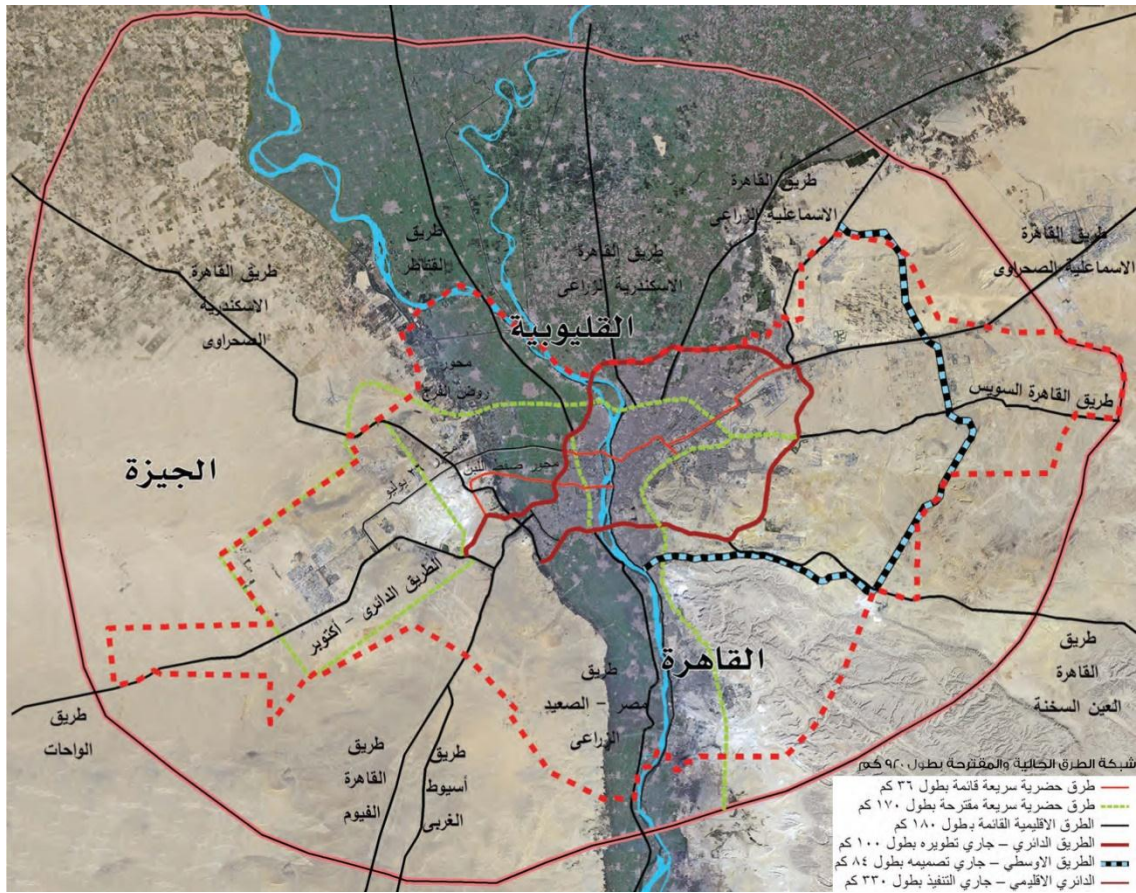 طريق القاهرة
الاسماعلية الزراعى
طريق القاهرة
الاسماعلية الصحراوى
طريق
القناطر
طريق القاهرة
الاسكندرية الزراعى
طريق القاهرة
الاسكندرية
الصحراوى
القليوبية
محور
روض الفرج
طريق القاهرة السويس
الجيزة
محور صفط اللبن
محور ٢٦ يوليو
الطريق الدائرى - أكتوبر
القاهرة
طريق
القاهرة
العين السخنة
طريق
مصر - الصعيد
الزراعى
طريق
الواحات
طريق
القاهرة
الفيوم
طريق
أسيوط
الغربى
شبكة الطرق الحالية والمقترحة بطول ٩٢٠ كم
طرق حضرية سريعة قائمة بطول ٣٦ كم
طرق حضرية سريعة مقترحة بطول ١٧٠ كم
الطرق الاقليمية القائمة بطول ١٨٠ كم
الطريق الدائري - جاري تطويره بطول ١٠٠ كم
الطريق الاوسطي - جاري تصميمه بطول ٨٤ كم
الدائري الاقليمي - جاري التنفيذ بطول ٣٣٠ كم